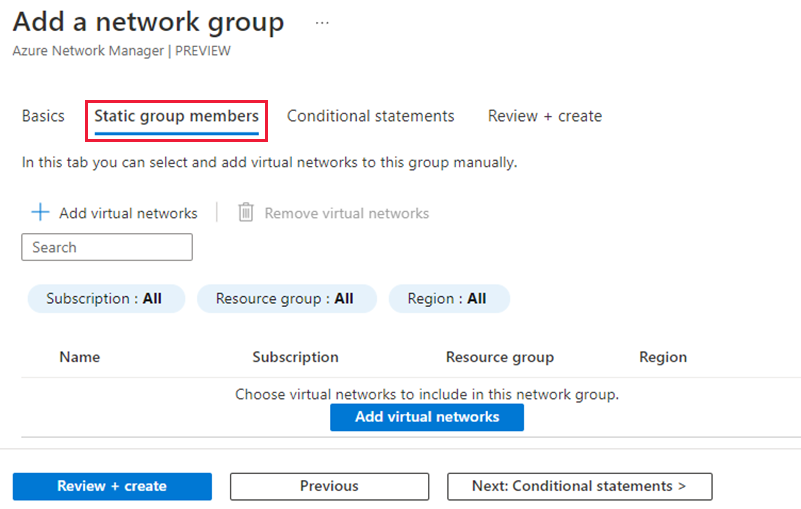 Add a network group ...
Azure Network Manager | PREVIEW
Basics Static group members Conditional statements Review + create
In this tab you can select and add virtual networks to this group manually.
+ Add virtual networks Remove virtual networks
Search
Subscription : All Resource group : All Region : All
Name Subscription Resource group Region
Choose virtual networks to include in this network group.
Add virtual networks
Review + create Previous Next: Conditional statements >